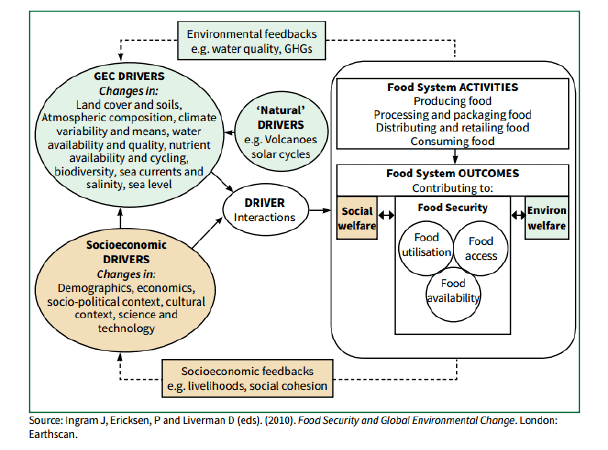 Environmental feedbacks
e.g. water quality, GHGs
GEC DRIVERS
Changes in:
Land cover and soils,
Atmospheric composition, climate
variability and means, water
availability and quality, nutrient
availability and cycling,
biodiversity, sea currents and
salinity, sea level
‘Natural’
DRIVERS
e.g. Volcanoes
solar cycles
DRIVER
Interactions
Socioeconomic
DRIVERS
Changes in:
Demographics, economics,
socio-political context, cultural
context, science and
technology
Food System ACTIVITIES
Producing food
Processing and packaging food
Distributing and retailing food
Consuming food
Food System OUTCOMES
Contributing to:
Social
welfare
Food Security
Food
utilisation
Food
access
Food
availability
Environ
welfare
Socioeconomic feedbacks
e.g. livelihoods, social cohesion
Source: Ingram J, Ericksen, P and Liverman D (eds). (2010). Food Security and Global Environmental Change. London:
Earthscan.